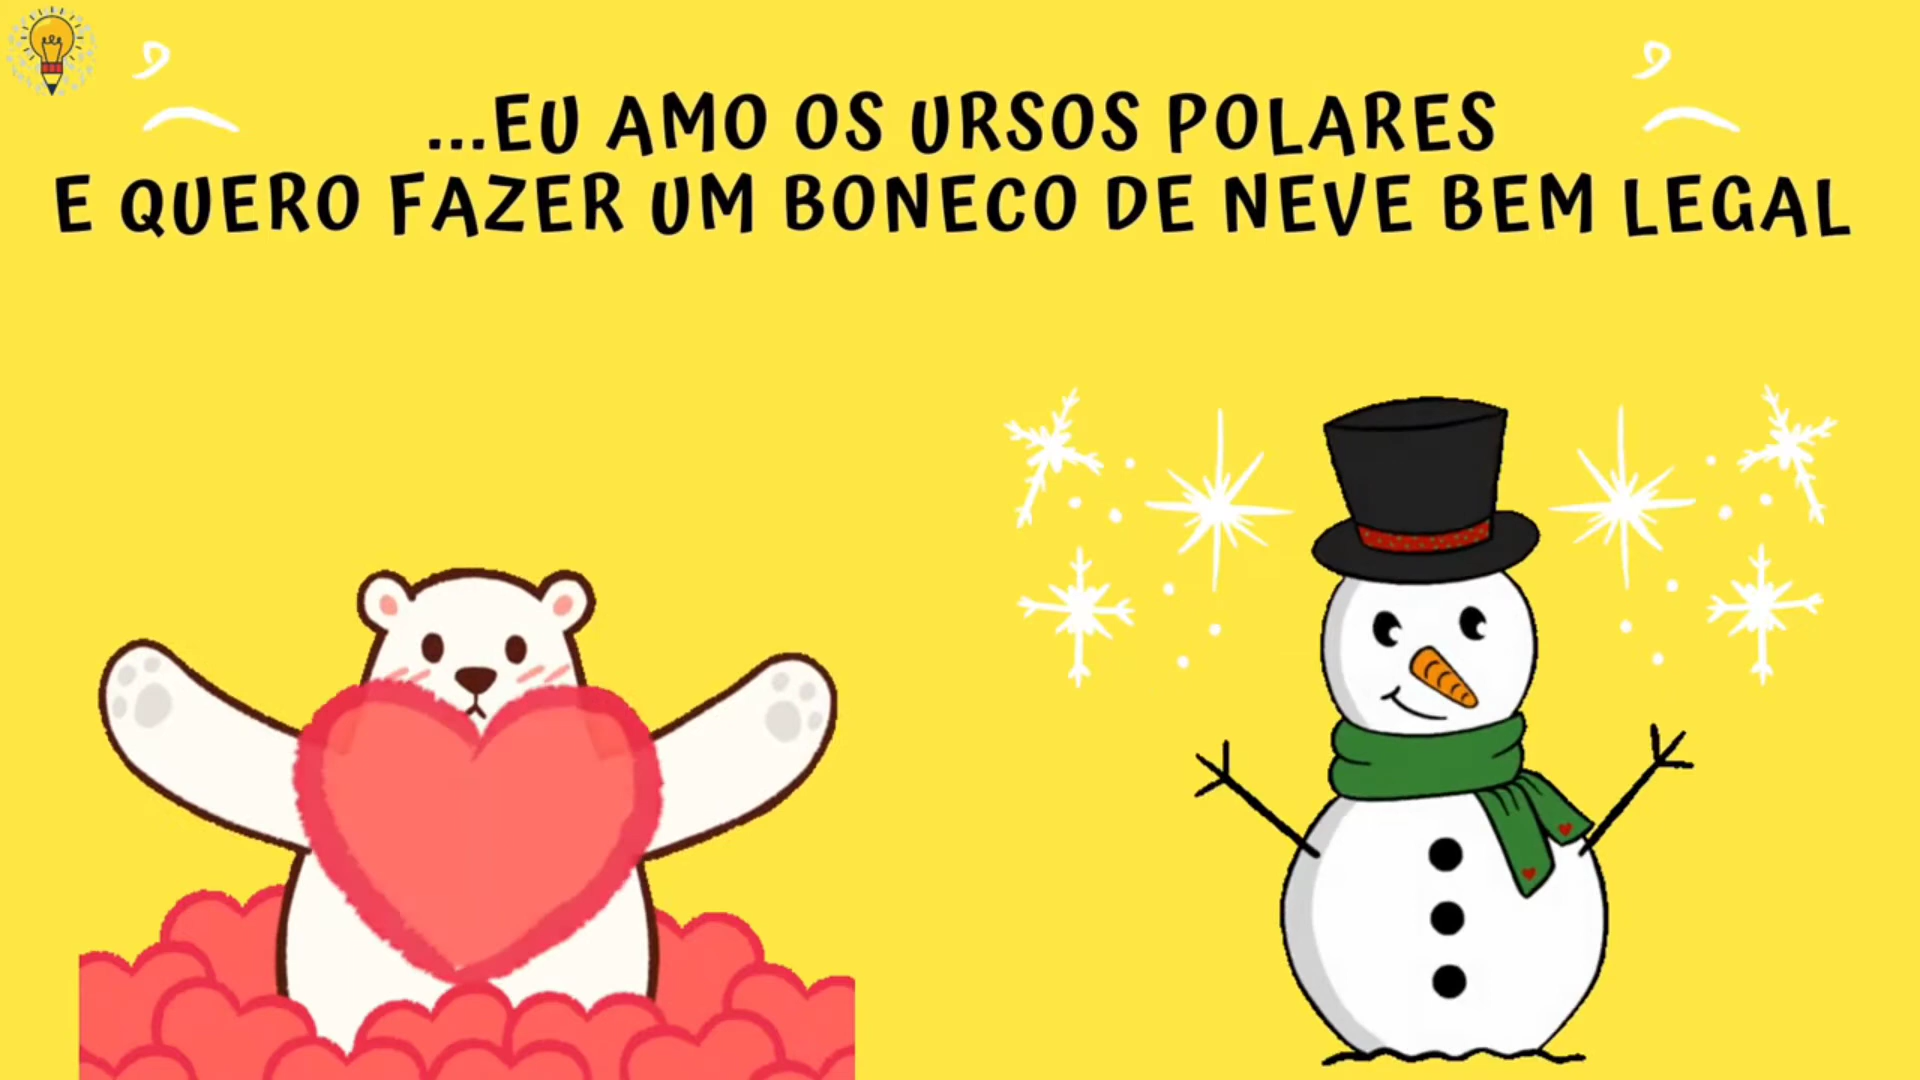 ...EU AMO OS URSOS POLARES
E QUERO FAZER UM BONECO DE NEVE BEM LEGAL